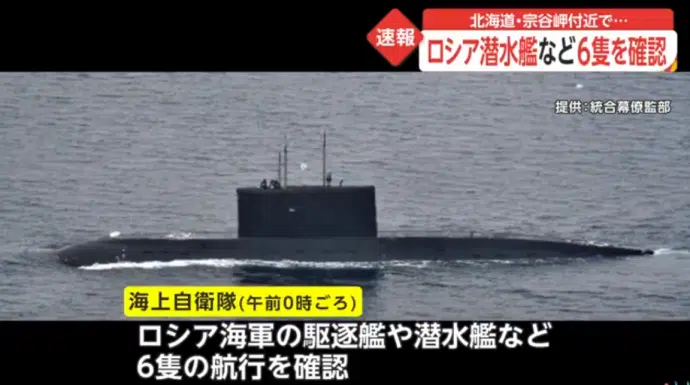 速報
北海道・宗谷岬付近で…
ロシア潜水艦など6隻を確認
提供：統合幕僚監部
海上自衛隊(午前0時ごろ)
ロシア海軍の駆逐艦や潜水艦など
6隻の航行を確認